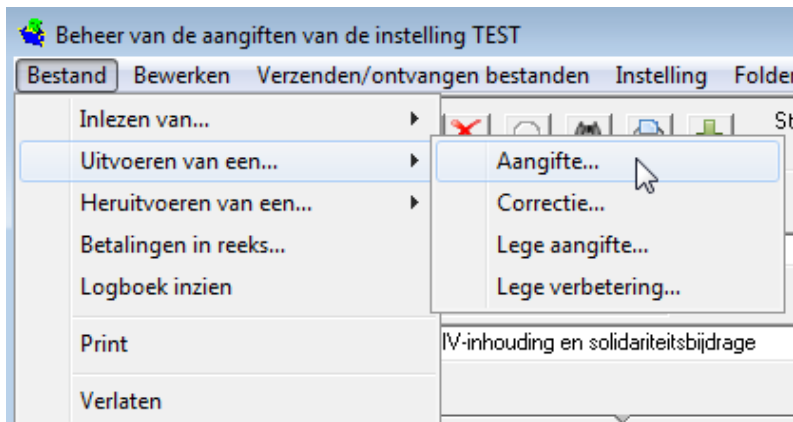 Beheer van de aangiften van de instelling TEST
Bestand Bewerken Verzenden/ontvangen bestanden Instelling Folder
Inlezen van...
St
Uitvoeren van een...
Aangifte...
Heruitvoeren van een...
Correctie...
Betalingen in reeks...
Lege aangifte...
Logboek inzien
Lege verbetering...
Print
IV-inhouding en solidariteitsbijdrage
Verlaten